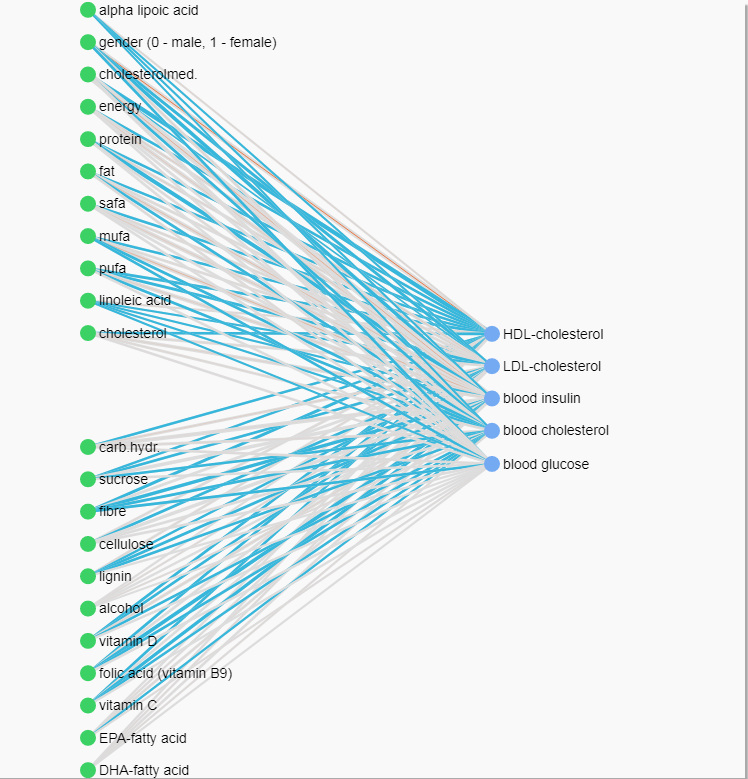 alpha lipoic acid
gender (0 - male, 1 - female)
cholesterolmed.
energy
protein
fat
safa
mufa
pufa
linoleic acid
cholesterol
HDL-cholesterol
LDL-cholesterol
blood insulin
blood cholesterol
blood glucose
carb.hydr.
sucrose
fibre
cellulose
lignin
alcohol
vitamin D
folic acid (vitamin B9)
vitamin C
EPA-fatty acid
DHA-fatty acid